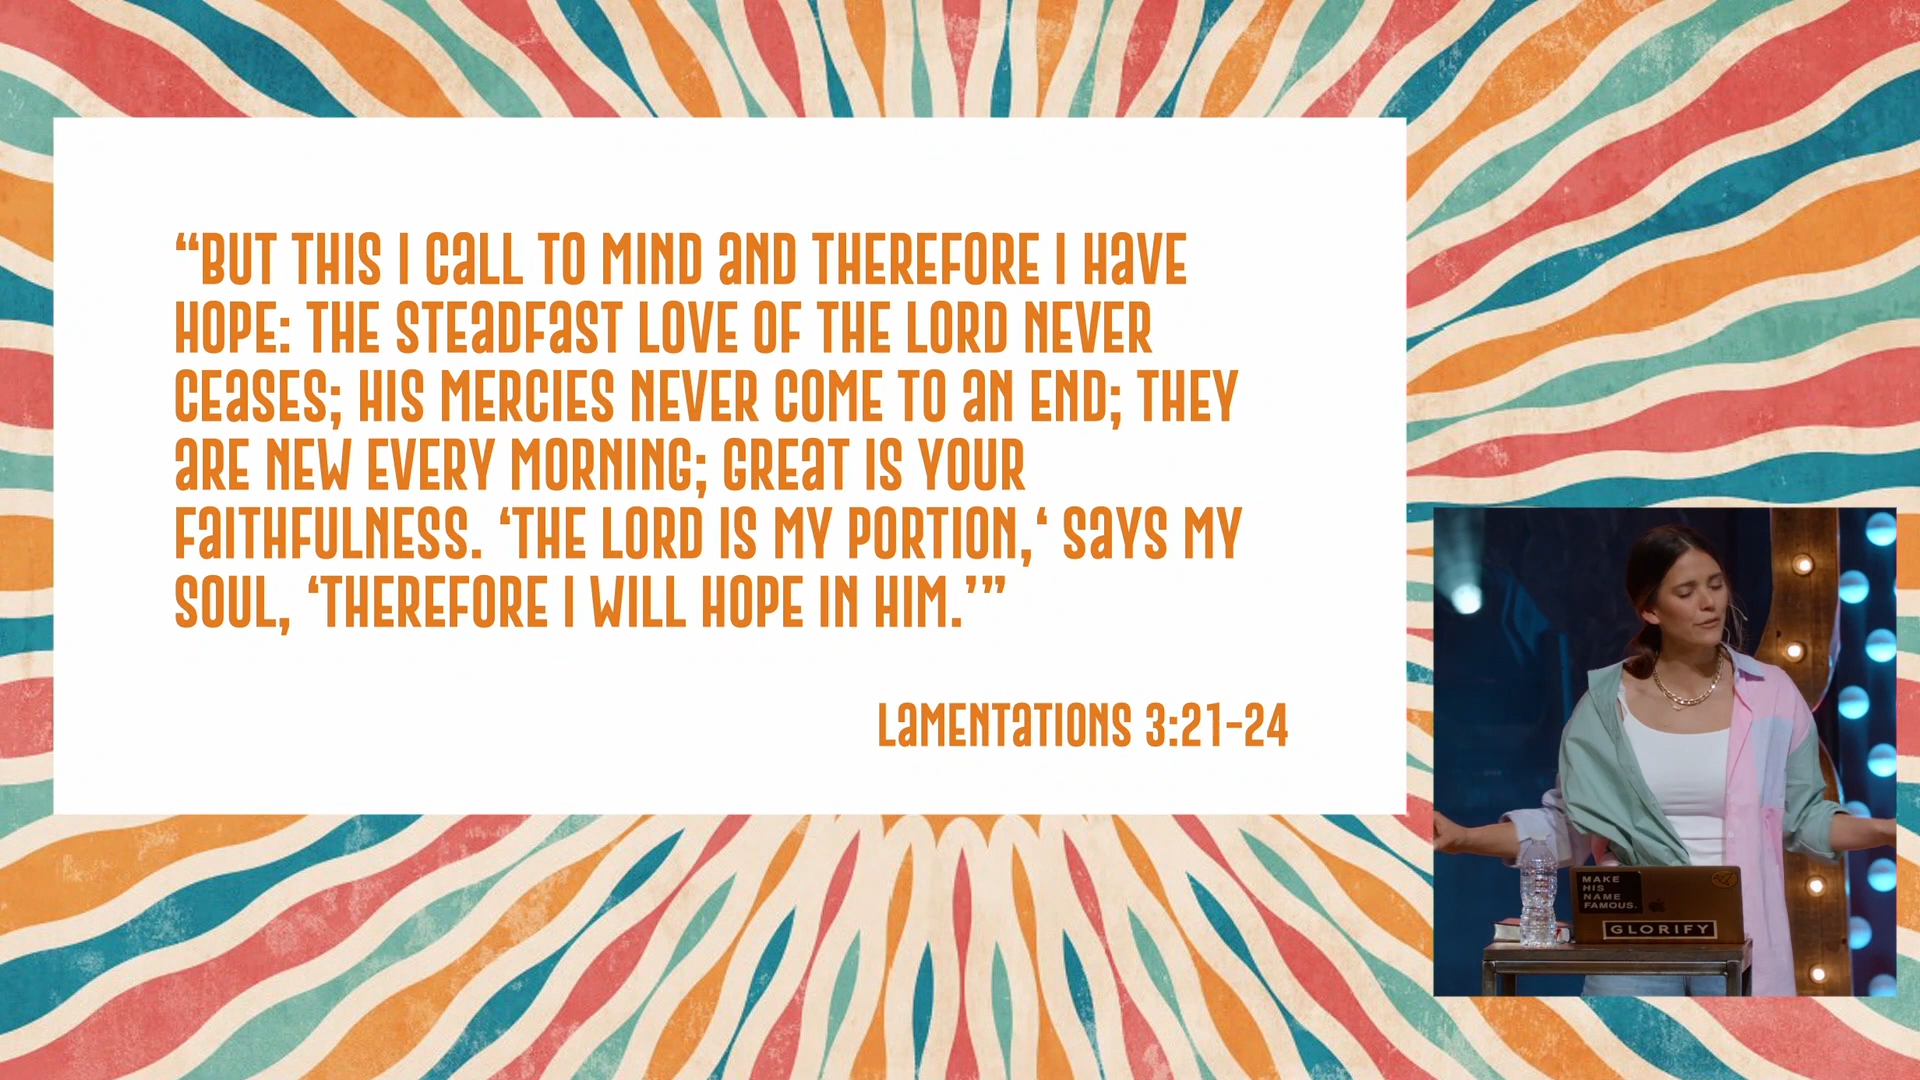 “BUT THIS I CALL TO MIND AND THEREFORE I HAVE
HOPE: THE STEADFAST LOVE OF THE LORD NEVER
CEASES; HIS MERCIES NEVER COME TO AN END; THEY
ARE NEW EVERY MORNING; GREAT IS YOUR
FAITHFULNESS. ‘THE LORD IS MY PORTION,‘ SAYS MY
SOUL, ‘THEREFORE I WILL HOPE IN HIM.’”
LAMENTATIONS 3:21-24
MAKE
HIS
NAME
FAMOUS.
GLORIFY